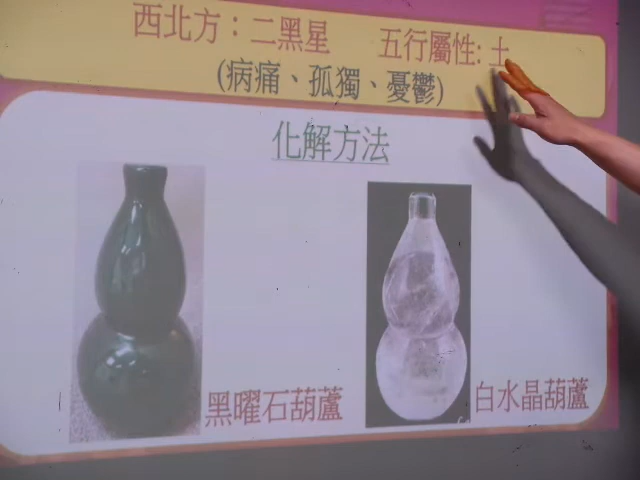 西北方：二黑星 五行屬性: 土
(病痛、孤獨、憂鬱)
化解方法
黑曜石葫蘆
白水晶葫蘆